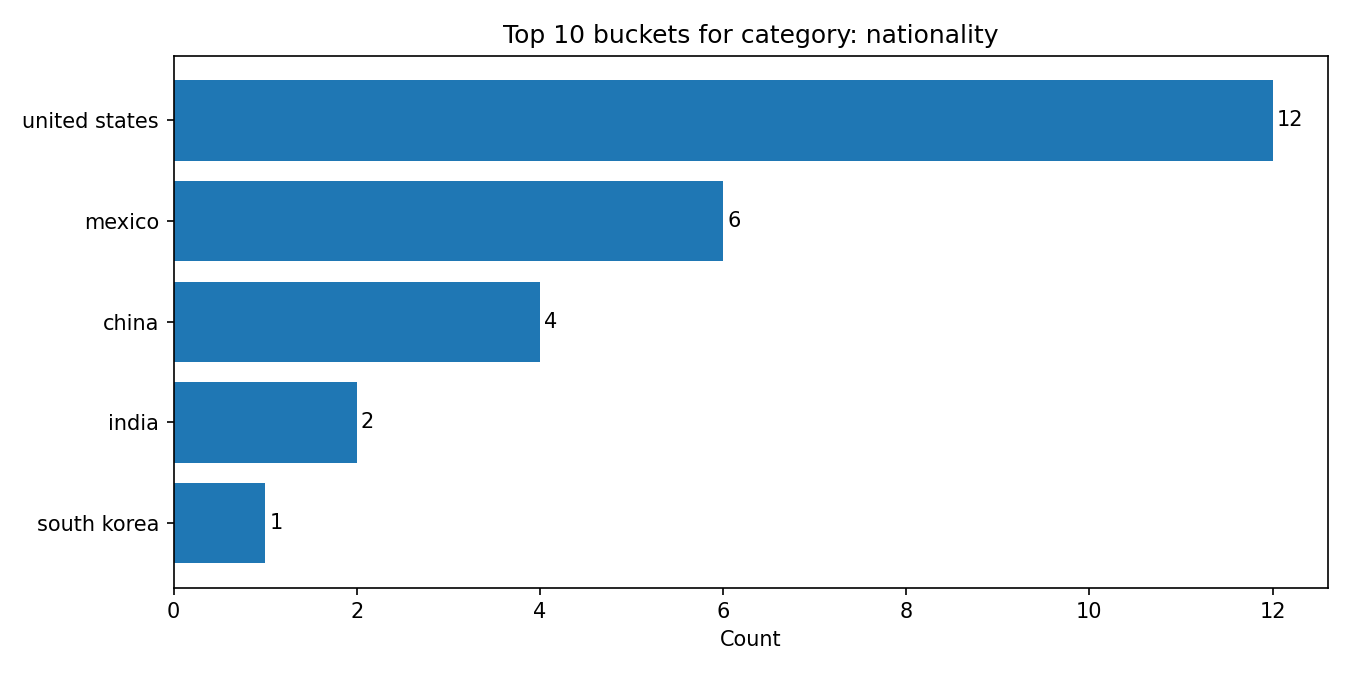 Top 10 buckets for category: nationality
united states 12
mexico 6
china 4
india 2
south korea 1
0 2 4 6 8 10 12
Count